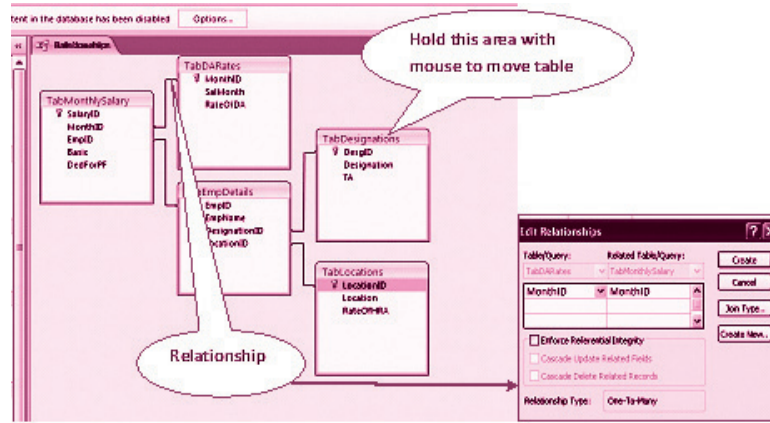 tent in the database has been disabled
Options...
Relationships
Hold this area with
mouse to move table
TabDARates
MonthID
SalMonth
RateOfDA
TabMonthlySalary
SalaryID
MonthID
EmpID
Basic
DedForPF
TabDesignations
DesgID
Designation
TA
EmpDetails
EmpID
EmpName
DesignationID
LocationID
TabLocations
LocationID
Location
RateOfHRA
Relationship
Edit Relationships
Table/Query:
Related Table/Query:
TabDARates
TabMonthlySalary
MonthID
MonthID
Enforce Referential Integrity
Cascade Update Related Fields
Cascade Delete Related Records
Relationship Type:
One-To-Many
Create
Cancel
Join Type..
Create New..